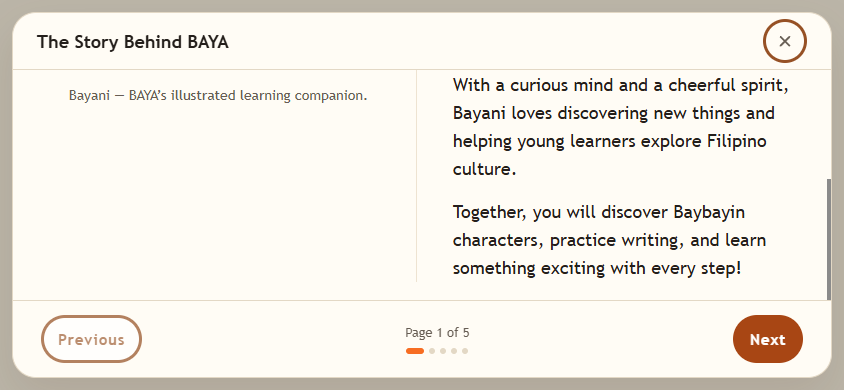 The Story Behind BAYA
Bayani — BAYA's illustrated learning companion.
With a curious mind and a cheerful spirit,
Bayani loves discovering new things and
helping young learners explore Filipino
culture.
Together, you will discover Baybayin
characters, practice writing, and learn
something exciting with every step!
Previous
Page 1 of 5
Next